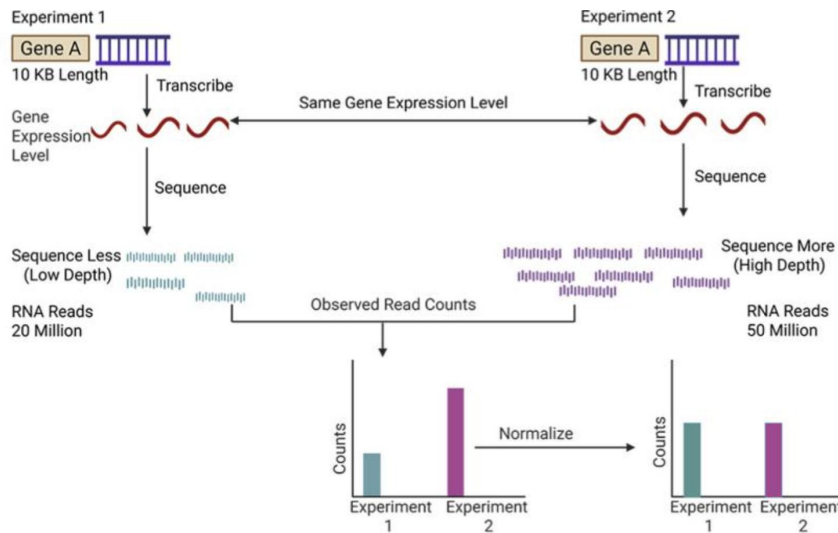 Experiment 1
Gene A
10 KB Length
Transcribe
Gene
Expression
Level
Sequence
Same Gene Expression Level
Experiment 2
Gene A
10 KB Length
Transcribe
Sequence
Sequence Less
(Low Depth)
RNA Reads
20 Million
Sequence More
(High Depth)
RNA Reads
50 Million
Observed Read Counts
Counts
Experiment
1
Experiment
2
Normalize
Counts
Experiment
1
Experiment
2